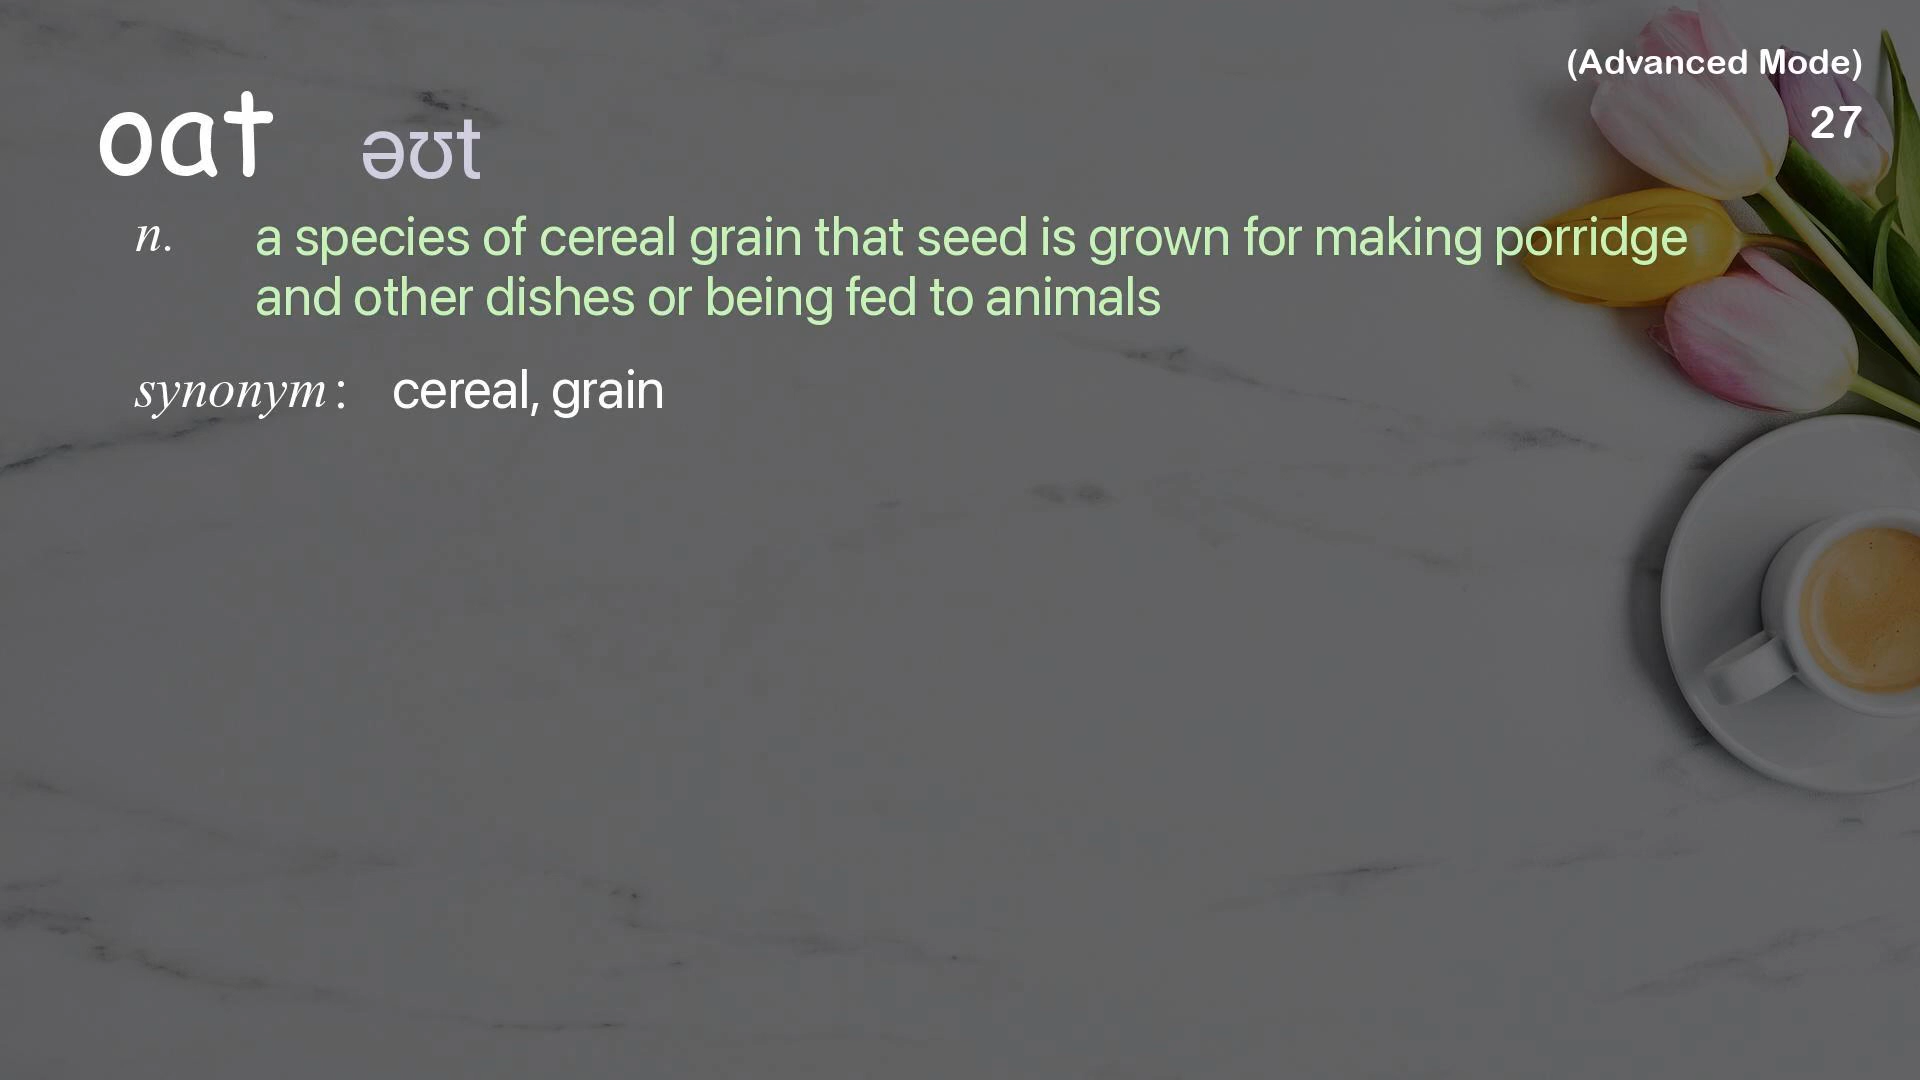 (Advanced Mode)
27
oat əʊt
n. a species of cereal grain that seed is grown for making porridge
and other dishes or being fed to animals
synonym: cereal, grain